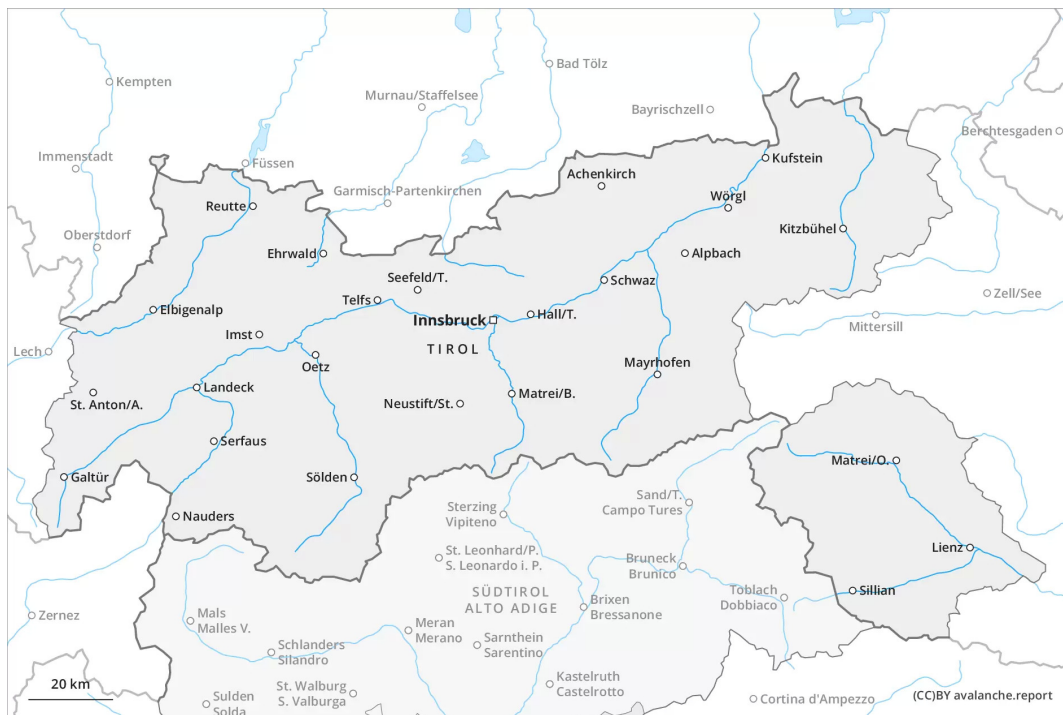 Kempten
Bad Tölz
Murnau/Staffelsee
Bayrischzell
Berchtesgaden
Immenstadt
Füssen
Kufstein
Achenkirch
Garmisch-Partenkirchen
Wörgl
Reutte
Kitzbühel
Oberstdorf
Ehrwald
Alpbach
Seefeld/T.
Schwaz
Zell/See
Telfs
Elbigenalp
Hall/T.
Innsbruck
Mittersill
Imst
TIROL
Lech
Oetz
Mayrhofen
Landeck
Matrei/B.
St. Anton/A.
Neustift/St.
Serfaus
Matrei/O.
Galtür
Sölden
Sand/T.
Campo Tures
Sterzing
Vipiteno
Nauders
Lienz
St. Leonhard/P.
S. Leonardo i. P.
Bruneck
Brunico
SÜDTIROL
ALTO ADIGE
Sillian
Toblach
Dobbiaco
Brixen
Bressanone
Zernez
Mals
Malles V.
Meran
Merano
Sarnthein
Sarentino
Schlanders
Silandro
Kastelruth
Castelrotto
20 km
St. Walburg
S. Valburga
Sulden
Solda
Cortina d'Ampezzo
(CC)BY avalanche.report